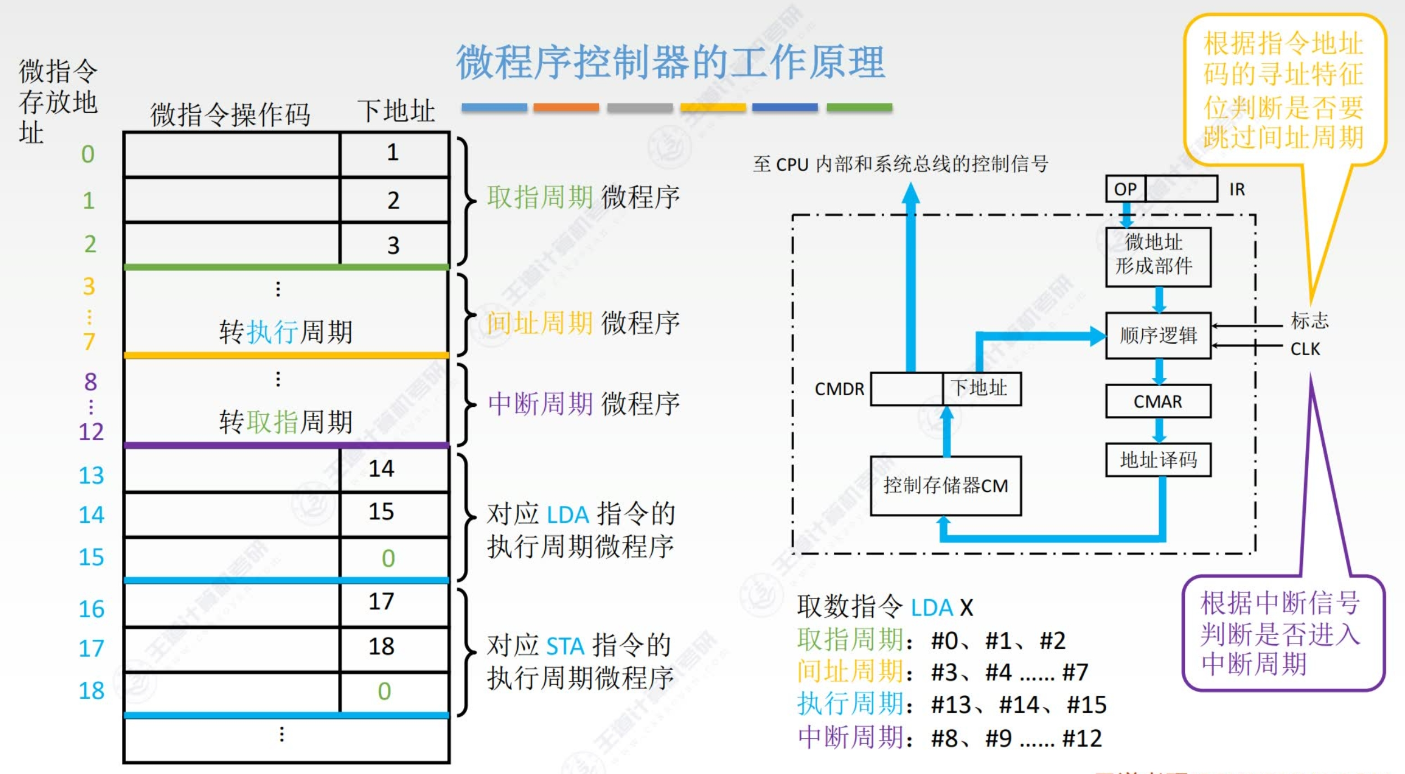 微程序控制器的工作原理
微指令
存放地
址
微指令操作码 下地址
0 1
1 2
2 3
取指周期 微程序
3
⋮
7
⋮
转执行周期
间址周期 微程序
8
⋮
12
⋮
转取指周期
中断周期 微程序
13 14
14 15
15 0
对应 LDA 指令的
执行周期微程序
16 17
17 18
18 0
对应 STA 指令的
执行周期微程序
⋮
至 CPU 内部和系统总线的控制信号
OP IR
微地址
形成部件
顺序逻辑
标志
CLK
CMDR 下地址
CMAR
地址译码
控制存储器CM
根据指令地址
码的寻址特征
位判断是否要
跳过间址周期
根据中断信号
判断是否进入
中断周期
取数指令 LDA X
取指周期：#0、#1、#2
间址周期：#3、#4 …… #7
执行周期：#13、#14、#15
中断周期：#8、#9 …… #12
王道计算机考研